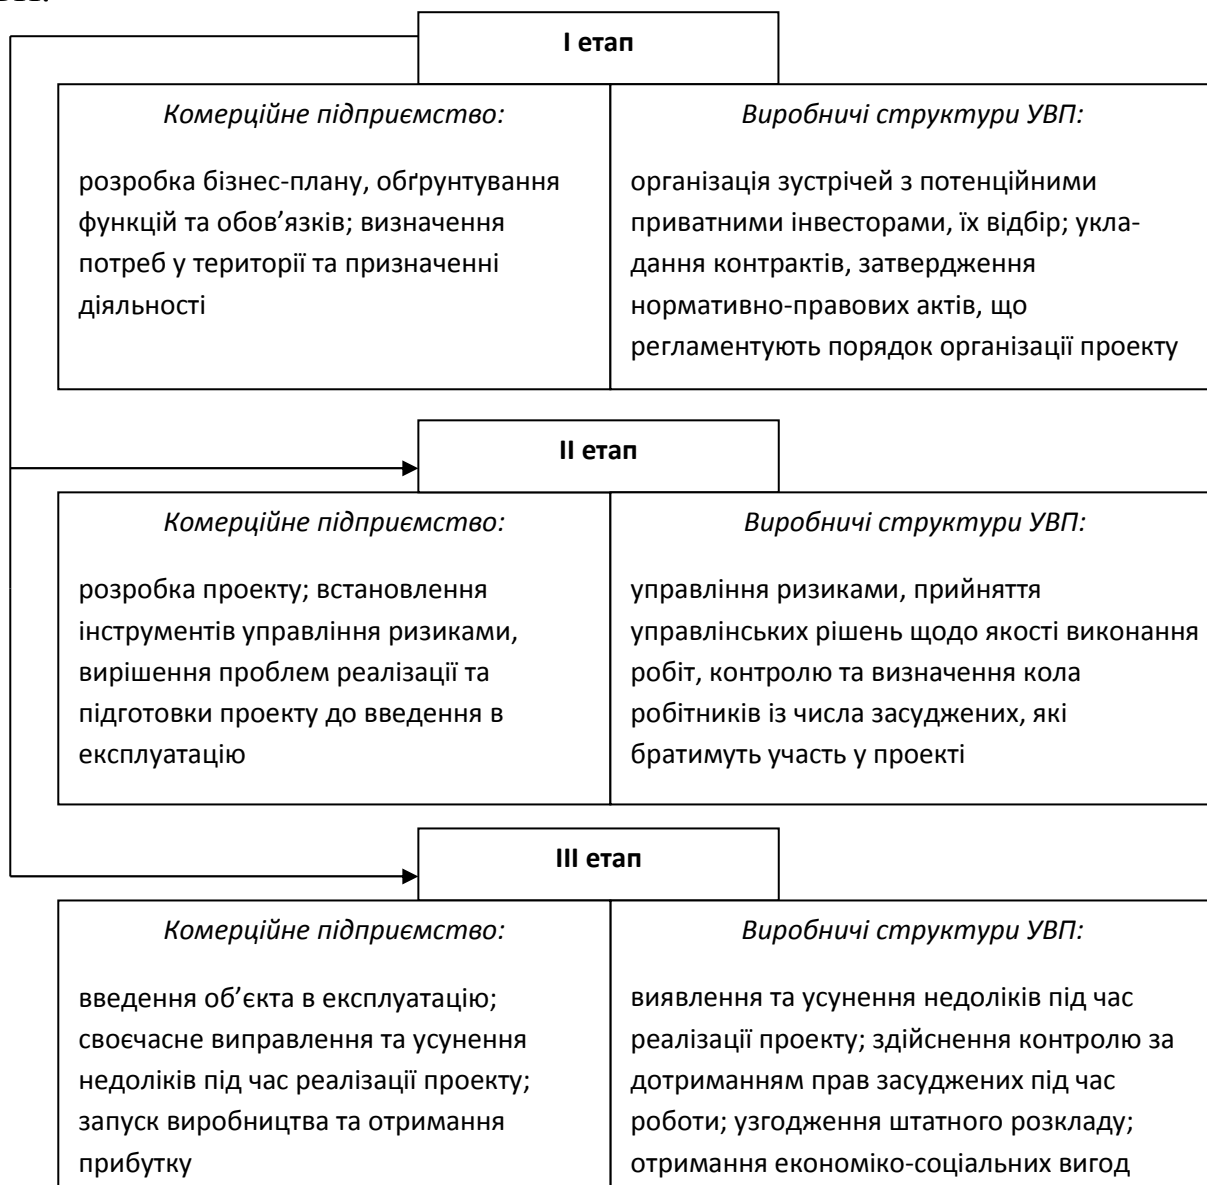 І етап
Комерційне підприємство:
розробка бізнес-плану, обґрунтування
функцій та обов’язків; визначення
потреб у території та призначенні
діяльності
Виробничі структури УВП:
організація зустрічей з потенційними
приватними інвесторами, їх відбір; укла-
дання контрактів, затвердження
нормативно-правових актів, що
регламентують порядок організації проекту
ІІ етап
Комерційне підприємство:
розробка проекту; встановлення
інструментів управління ризиками,
вирішення проблем реалізації та
підготовки проекту до введення в
експлуатацію
Виробничі структури УВП:
управління ризиками, прийняття
управлінських рішень щодо якості виконання
робіт, контролю та визначення кола
робітників із числа засуджених, які
братимуть участь у проекті
ІІІ етап
Комерційне підприємство:
введення об’єкта в експлуатацію;
своєчасне виправлення та усунення
недоліків під час реалізації проекту;
запуск виробництва та отримання
прибутку
Виробничі структури УВП:
виявлення та усунення недоліків під час
реалізації проекту; здійснення контролю за
дотриманням прав засуджених під час
роботи; узгодження штатного розкладу;
отримання економіко-соціальних вигод